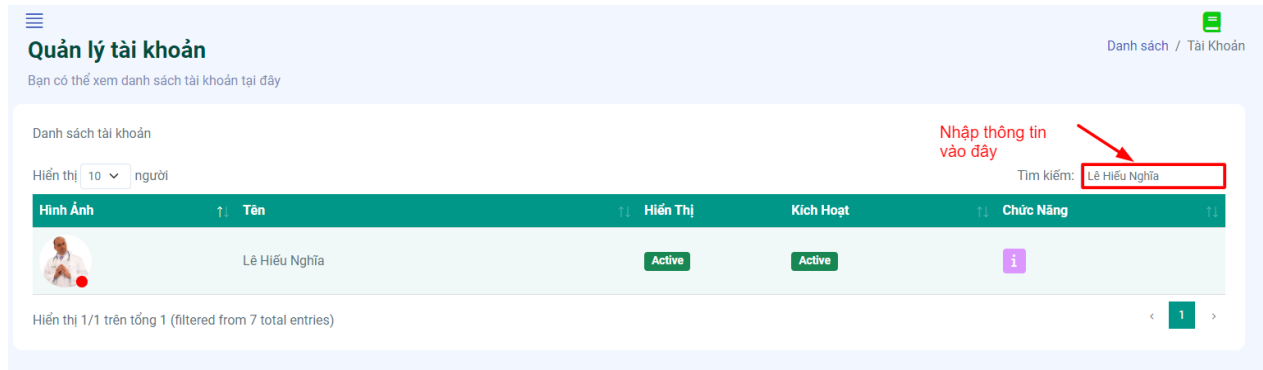 Quản lý tài khoản
Danh sách / Tài Khoản
Bạn có thể xem danh sách tài khoản tại đây
Danh sách tài khoản
Nhập thông tin
vào đây
Hiển thị 10 người
Tìm kiếm: Lê Hiếu Nghĩa
Hình Ảnh Tên Hiển Thị Kích Hoạt Chức Năng
Lê Hiếu Nghĩa Active Active i
Hiển thị 1/1 trên tổng 1 (filtered from 7 total entries)
‹ 1 ›